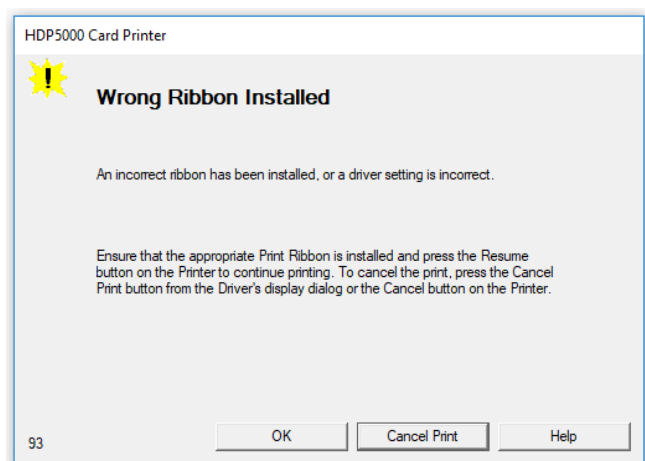 HDP5000 Card Printer
Wrong Ribbon Installed
An incorrect ribbon has been installed, or a driver setting is incorrect.
Ensure that the appropriate Print Ribbon is installed and press the Resume
button on the Printer to continue printing. To cancel the print, press the Cancel
Print button from the Driver's display dialog or the Cancel button on the Printer.
93 OK Cancel Print Help